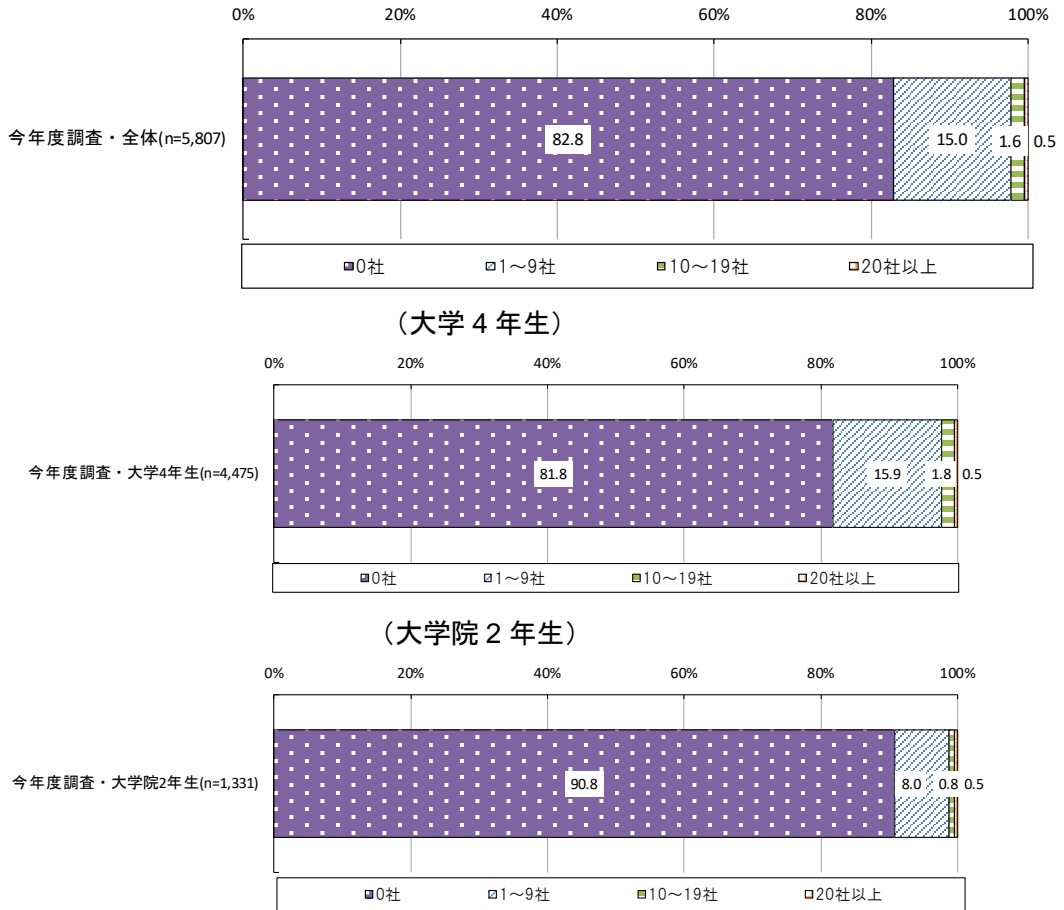 0% 20% 40% 60% 80% 100%
今年度調査・全体(n=5,807) 82.8 15.0 1.6 0.5
0社 1～9社 10～19社 20社以上
（大学4年生）
0% 20% 40% 60% 80% 100%
今年度調査・大学4年生(n=4,475) 81.8 15.9 1.8 0.5
0社 1～9社 10～19社 20社以上
（大学院2年生）
0% 20% 40% 60% 80% 100%
今年度調査・大学院2年生(n=1,331) 90.8 8.0 0.8 0.5
0社 1～9社 10～19社 20社以上